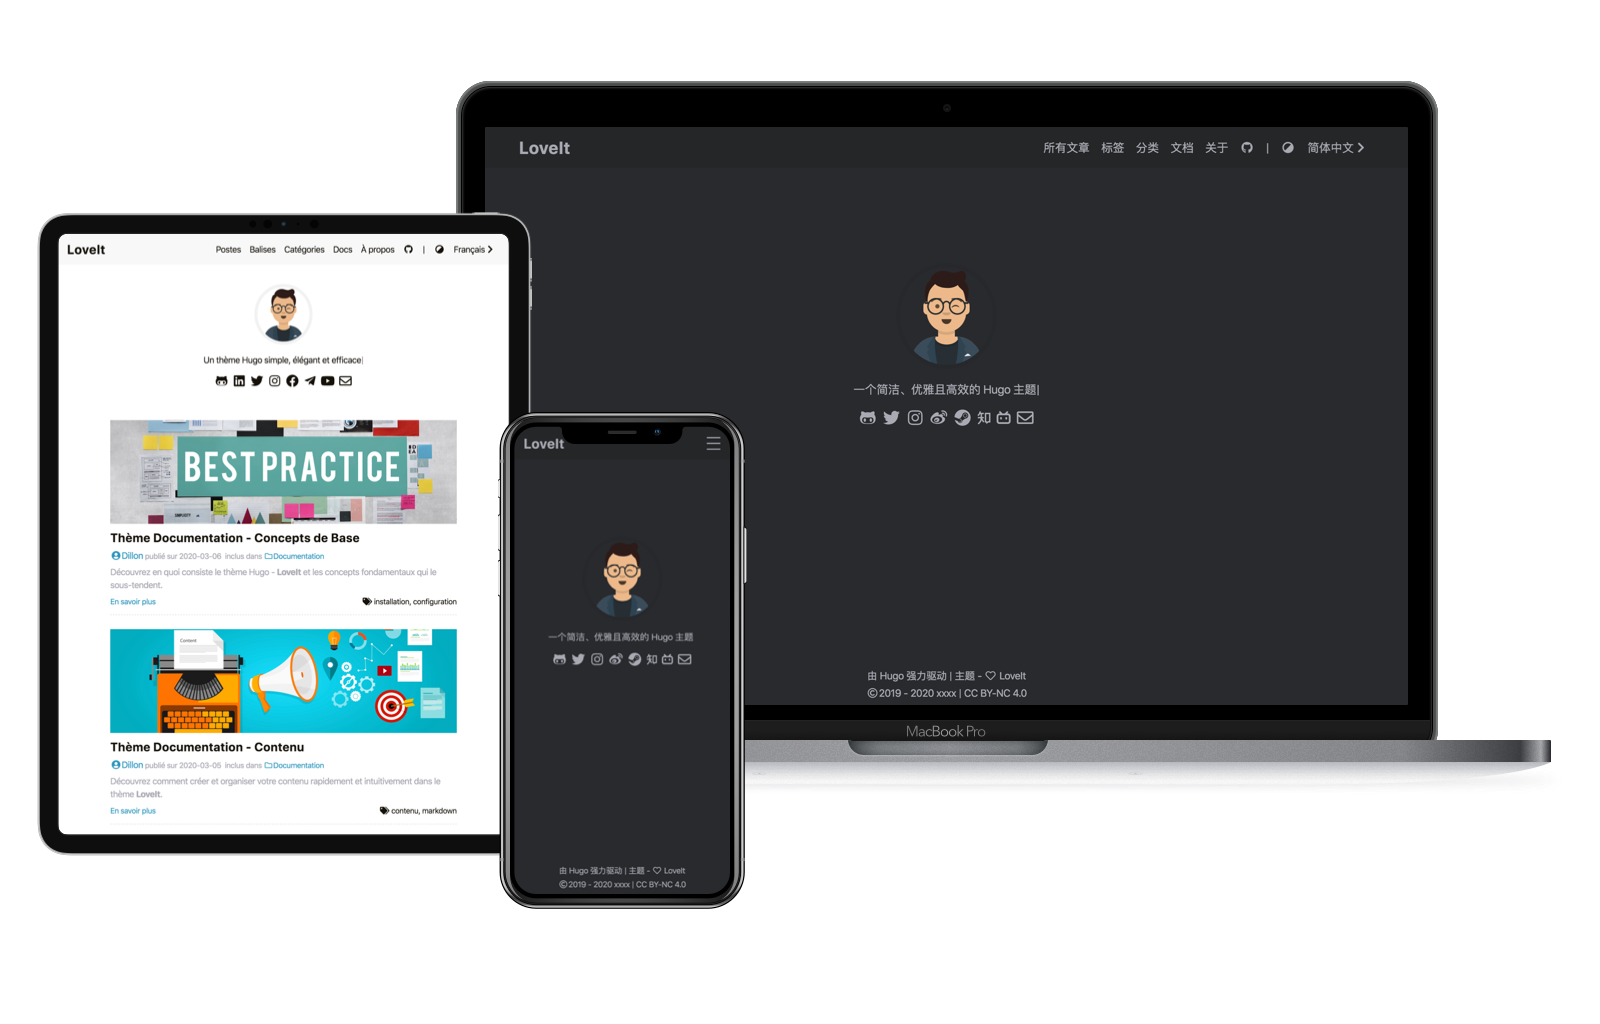 LoveIt
所有文章 标签 分类 文档 关于 | 简体中文
一个简洁、优雅且高效的 Hugo 主题|
知
由 Hugo 强力驱动 | 主题 - LoveIt
©2019 - 2020 xxxx | CC BY-NC 4.0
MacBook Pro
LoveIt
Postes Balises Catégories Docs À propos | Français
Un thème Hugo simple, élégant et efficace|
BEST PRACTICE
Thème Documentation - Concepts de Base
Dillon publié sur 2020-03-06 inclus dans Documentation
Découvrez en quoi consiste le thème Hugo - LoveIt et les concepts fondamentaux qui le
sous-tendent.
En savoir plus
installation, configuration
Content
Thème Documentation - Contenu
Dillon publié sur 2020-03-05 inclus dans Documentation
Découvrez comment créer et organiser votre contenu rapidement et intuitivement dans le
thème LoveIt.
En savoir plus
contenu, markdown
LoveIt
一个简洁、优雅且高效的 Hugo 主题
知
由 Hugo 强力驱动 | 主题 - LoveIt
©2019 - 2020 xxxx | CC BY-NC 4.0